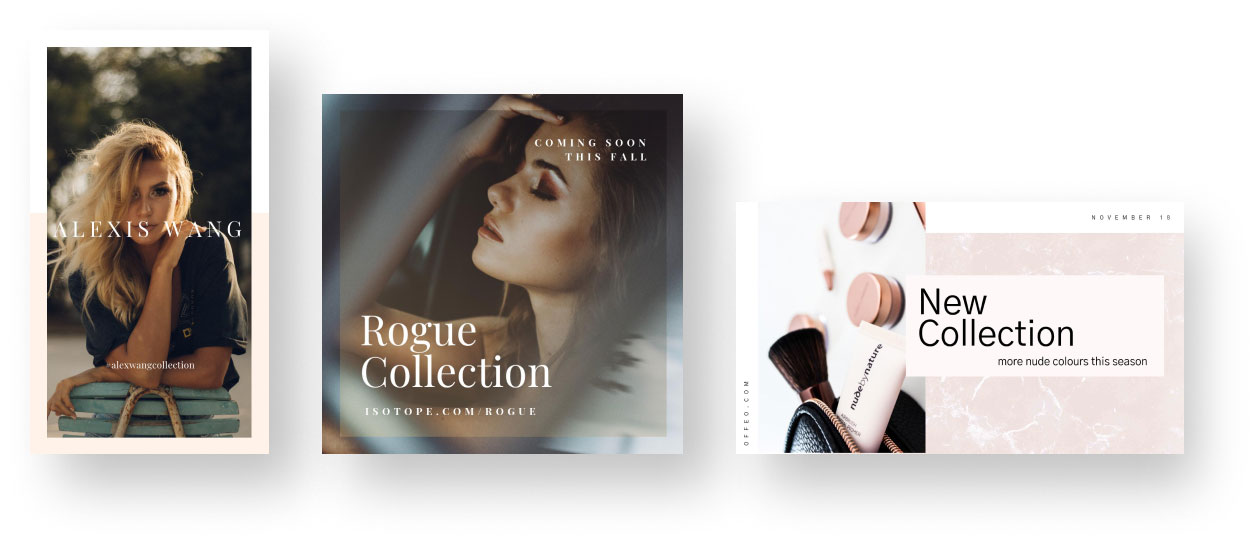 ALEXIS WANG
#alexwangcollection
COMING SOON
THIS FALL
Rogue
Collection
ISOTOPE.COM/ROGUE
NOVEMBER 19
New
Collection
more nude colours this season
OFFEO.COM
nudebynature